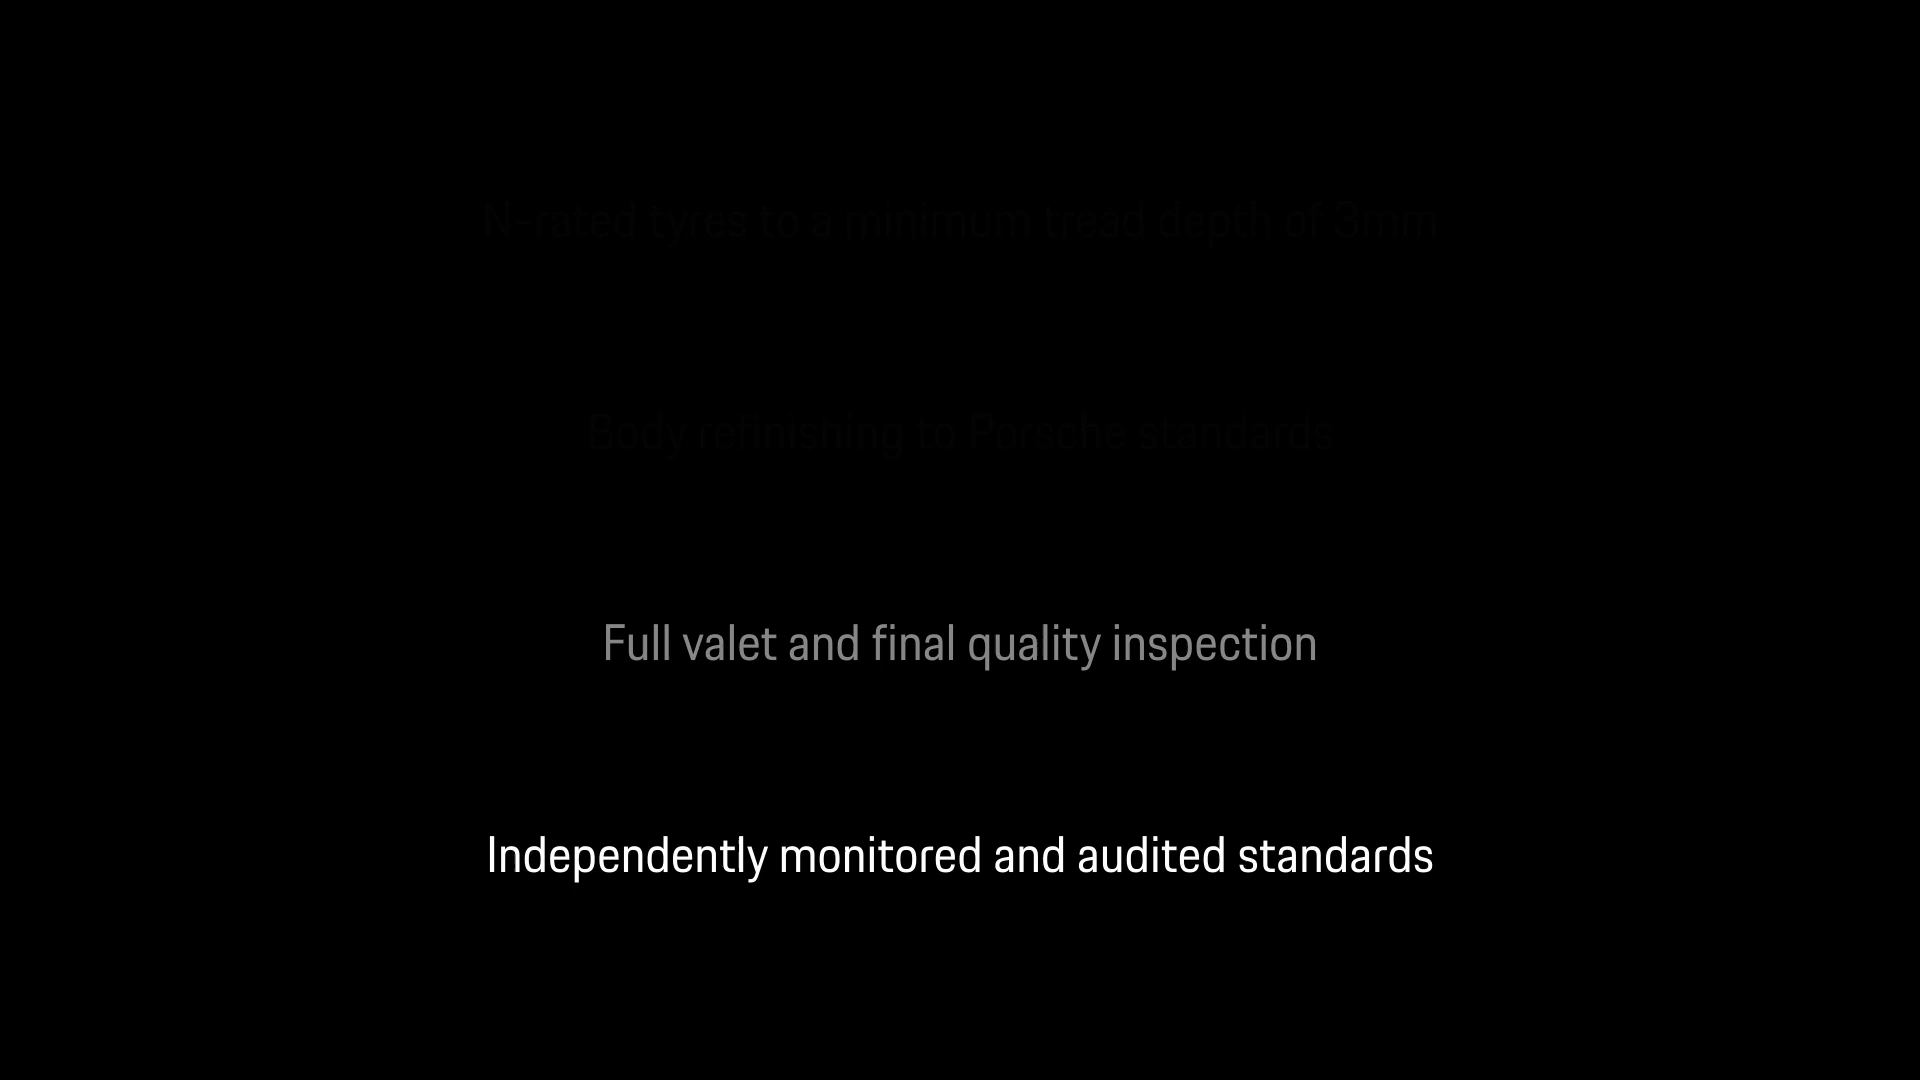 N-rated tyres to a minimum tread depth of 3mm
Body refinishing to Porsche standards
Full valet and final quality inspection
Independently monitored and audited standards